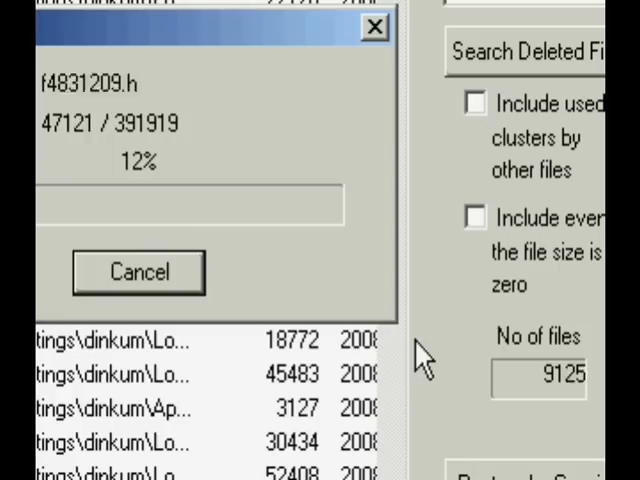 Search Deleted Fi
f4831209.h
47121 / 391919
12%
Include used
clusters by
other files
Include even
the file size is
zero
Cancel
No of files
9125
tings\dinkum\Lo... 18772 2008
tings\dinkum\Lo... 45483 2008
tings\dinkum\Ap... 3127 2008
tings\dinkum\Lo... 30434 2008
tings\dinkum\Lo 52408 2008